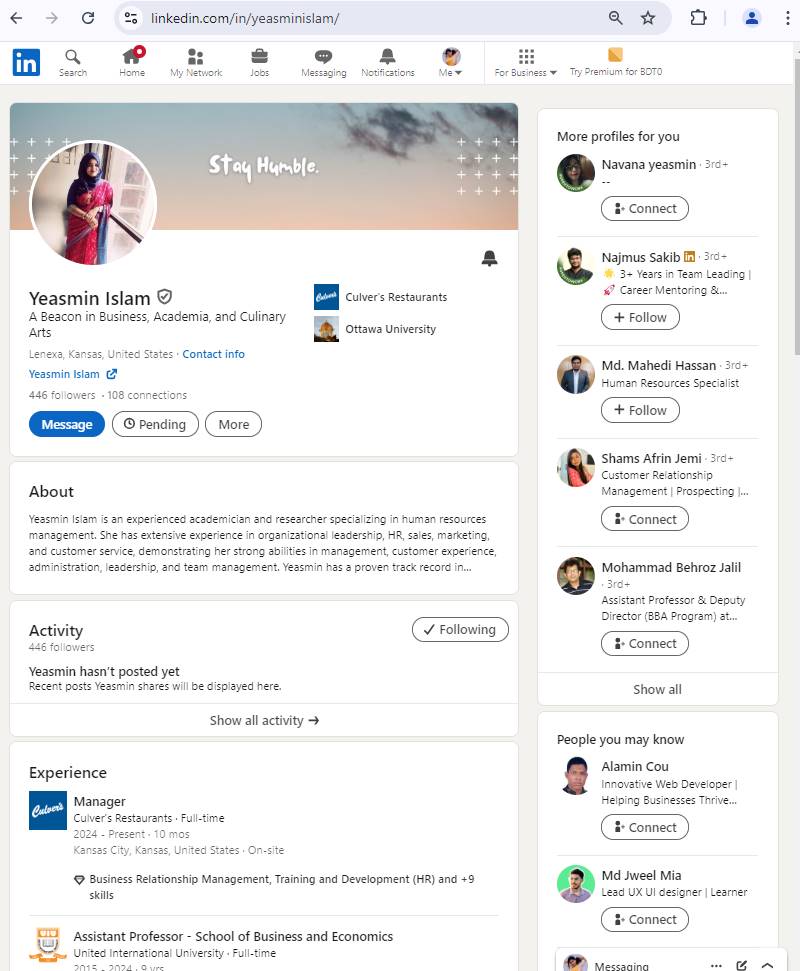 linkedin.com/in/yeasminislam/
in
Search
Home
My Network
Jobs
Messaging
Notifications
Me
For Business
Try Premium for BDT0
Stay Humble.
Yeasmin Islam
A Beacon in Business, Academia, and Culinary
Arts
Lenexa, Kansas, United States · Contact info
Yeasmin Islam
446 followers · 108 connections
Message
Pending
More
Culver's
Culver's Restaurants
Ottawa University
About
Yeasmin Islam is an experienced academician and researcher specializing in human resources
management. She has extensive experience in organizational leadership, HR, sales, marketing,
and customer service, demonstrating her strong abilities in management, customer experience,
administration, leadership, and team management. Yeasmin has a proven track record in...
Activity
446 followers
Following
Yeasmin hasn't posted yet
Recent posts Yeasmin shares will be displayed here.
Show all activity →
Experience
Culver's
Manager
Culver's Restaurants · Full-time
2024 - Present · 10 mos
Kansas City, Kansas, United States · On-site
Business Relationship Management, Training and Development (HR) and +9
skills
UIU
Assistant Professor - School of Business and Economics
United International University · Full-time
2015 - 2024 · 9 yrs
More profiles for you
Navana yeasmin · 3rd+
--
Connect
Najmus Sakib in · 3rd+
3+ Years in Team Leading |
Career Mentoring &...
+ Follow
Md. Mahedi Hassan · 3rd+
Human Resources Specialist
+ Follow
Shams Afrin Jemi · 3rd+
Customer Relationship
Management | Prospecting |...
Connect
Mohammad Behroz Jalil
· 3rd+
Assistant Professor & Deputy
Director (BBA Program) at...
Connect
Show all
People you may know
Alamin Cou
Innovative Web Developer |
Helping Businesses Thrive...
Connect
Md Jweel Mia
Lead UX UI designer | Learner
Connect
Messaging